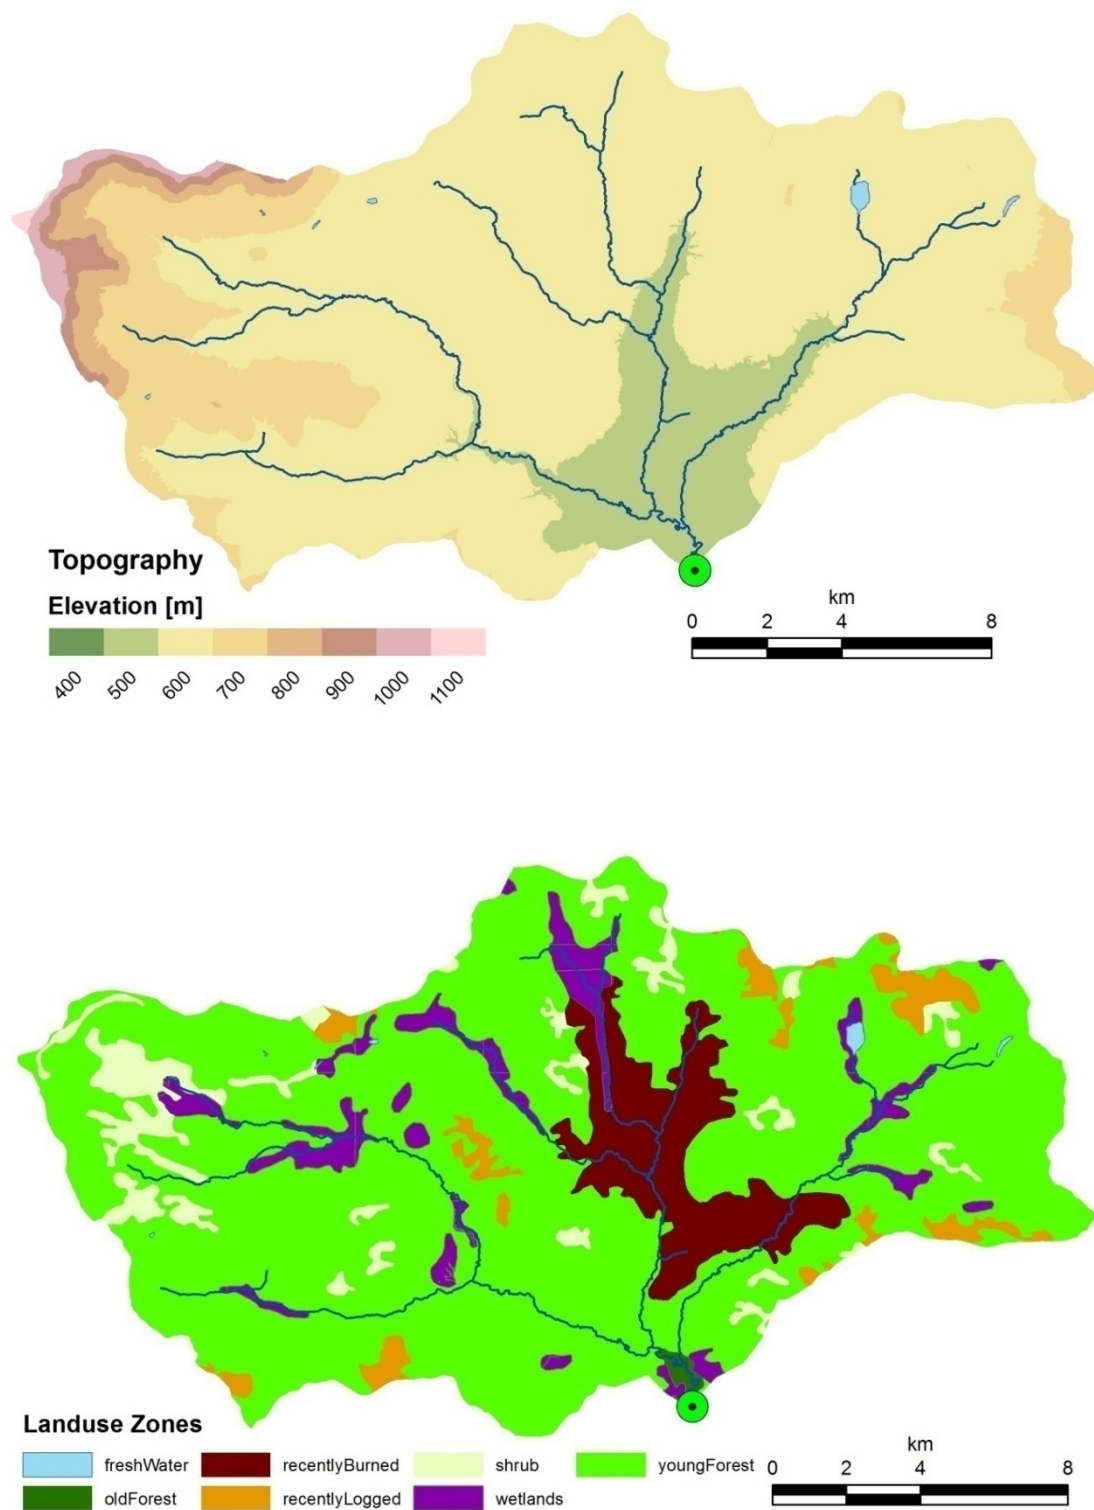 Topography
Elevation [m]
400 500 600 700 800 900 1000 1100
km
0 2 4 8
Landuse Zones
freshWater recentlyBurned shrub youngForest
oldForest recentlyLogged wetlands
km
0 2 4 8